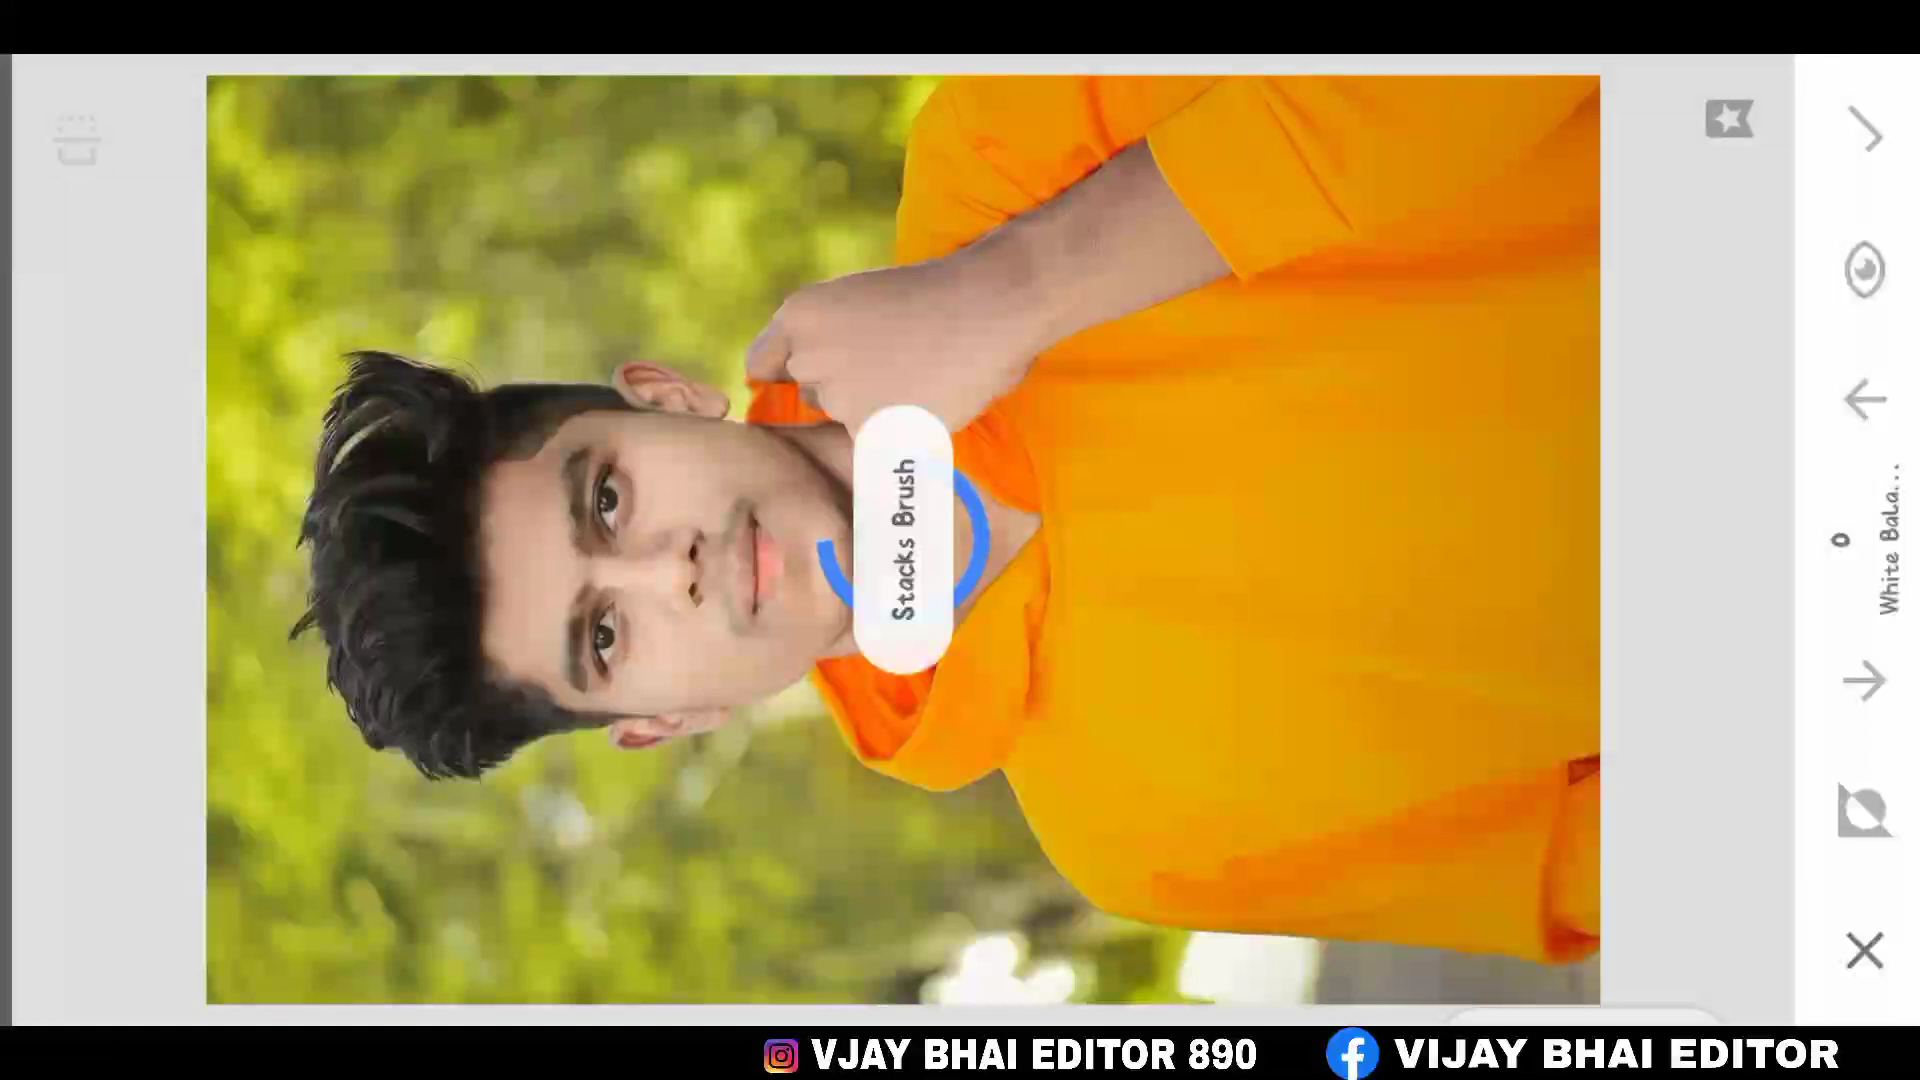 Stacks Brush
0
White Bala...
VJAY BHAI EDITOR 890
VIJAY BHAI EDITOR